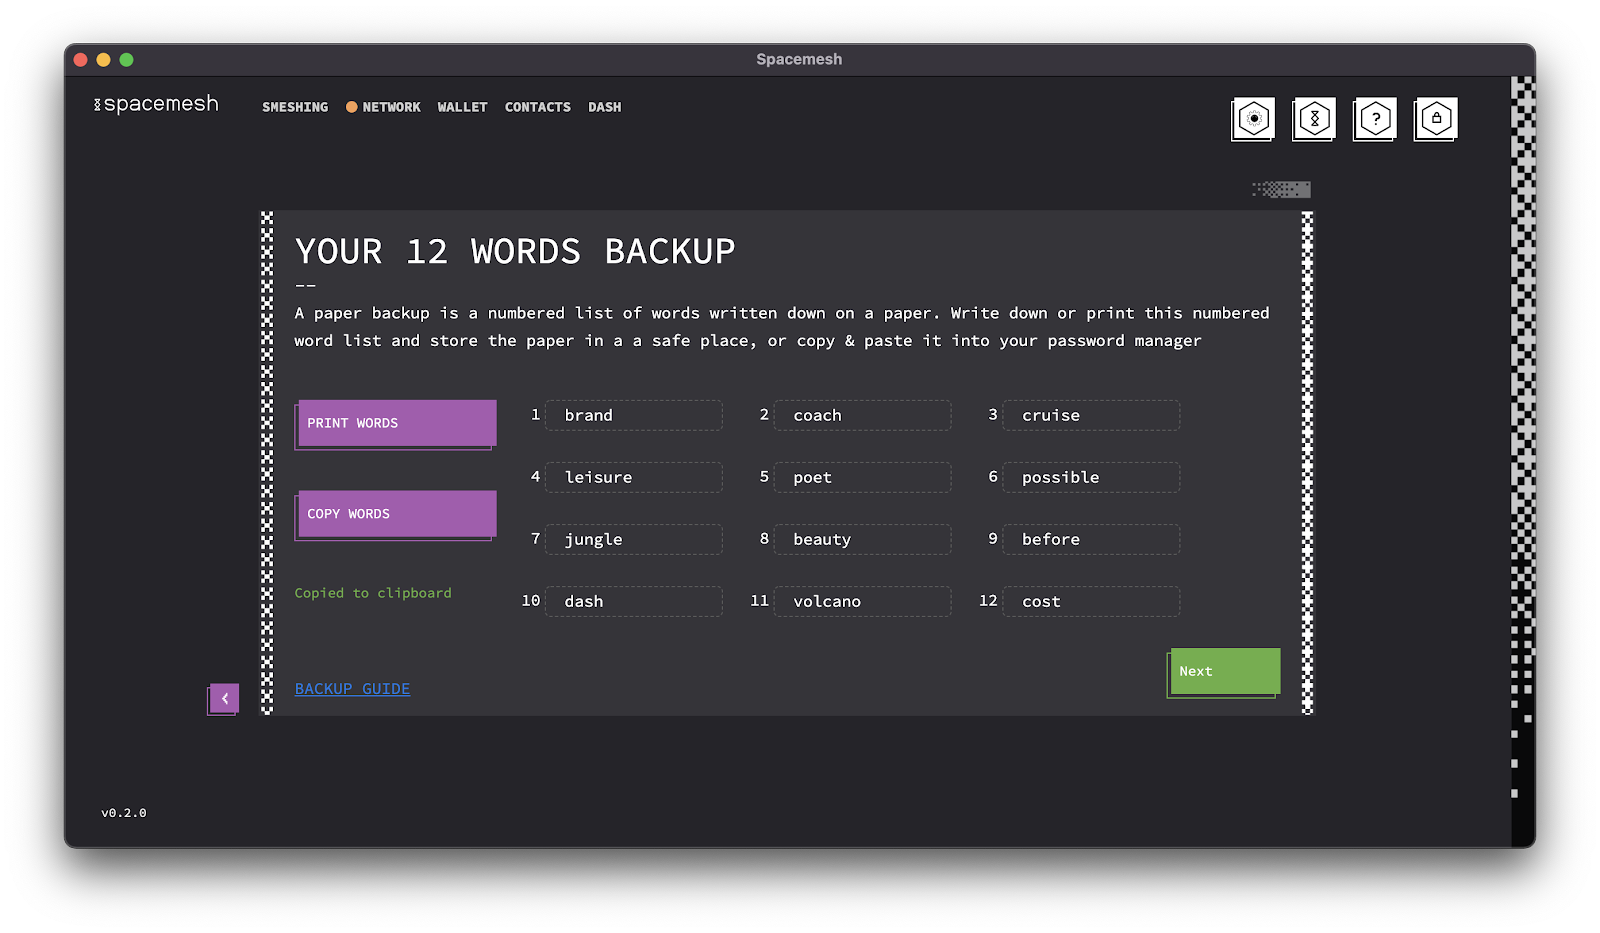 Spacemesh
spacemesh
SMESHING NETWORK WALLET CONTACTS DASH
?
YOUR 12 WORDS BACKUP
--
A paper backup is a numbered list of words written down on a paper. Write down or print this numbered
word list and store the paper in a a safe place, or copy & paste it into your password manager
PRINT WORDS
COPY WORDS
Copied to clipboard
1 brand 2 coach 3 cruise
4 leisure 5 poet 6 possible
7 jungle 8 beauty 9 before
10 dash 11 volcano 12 cost
BACKUP GUIDE
Next
v0.2.0